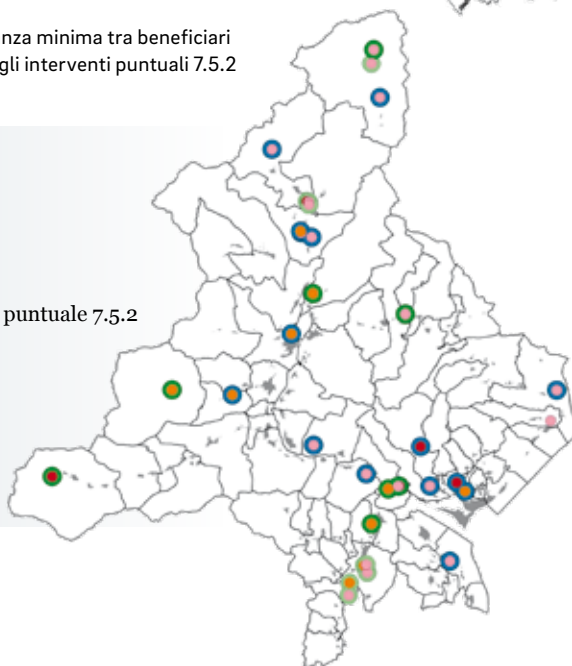 nza minima tra beneficiari
gli interventi puntuali 7.5.2
puntuale 7.5.2